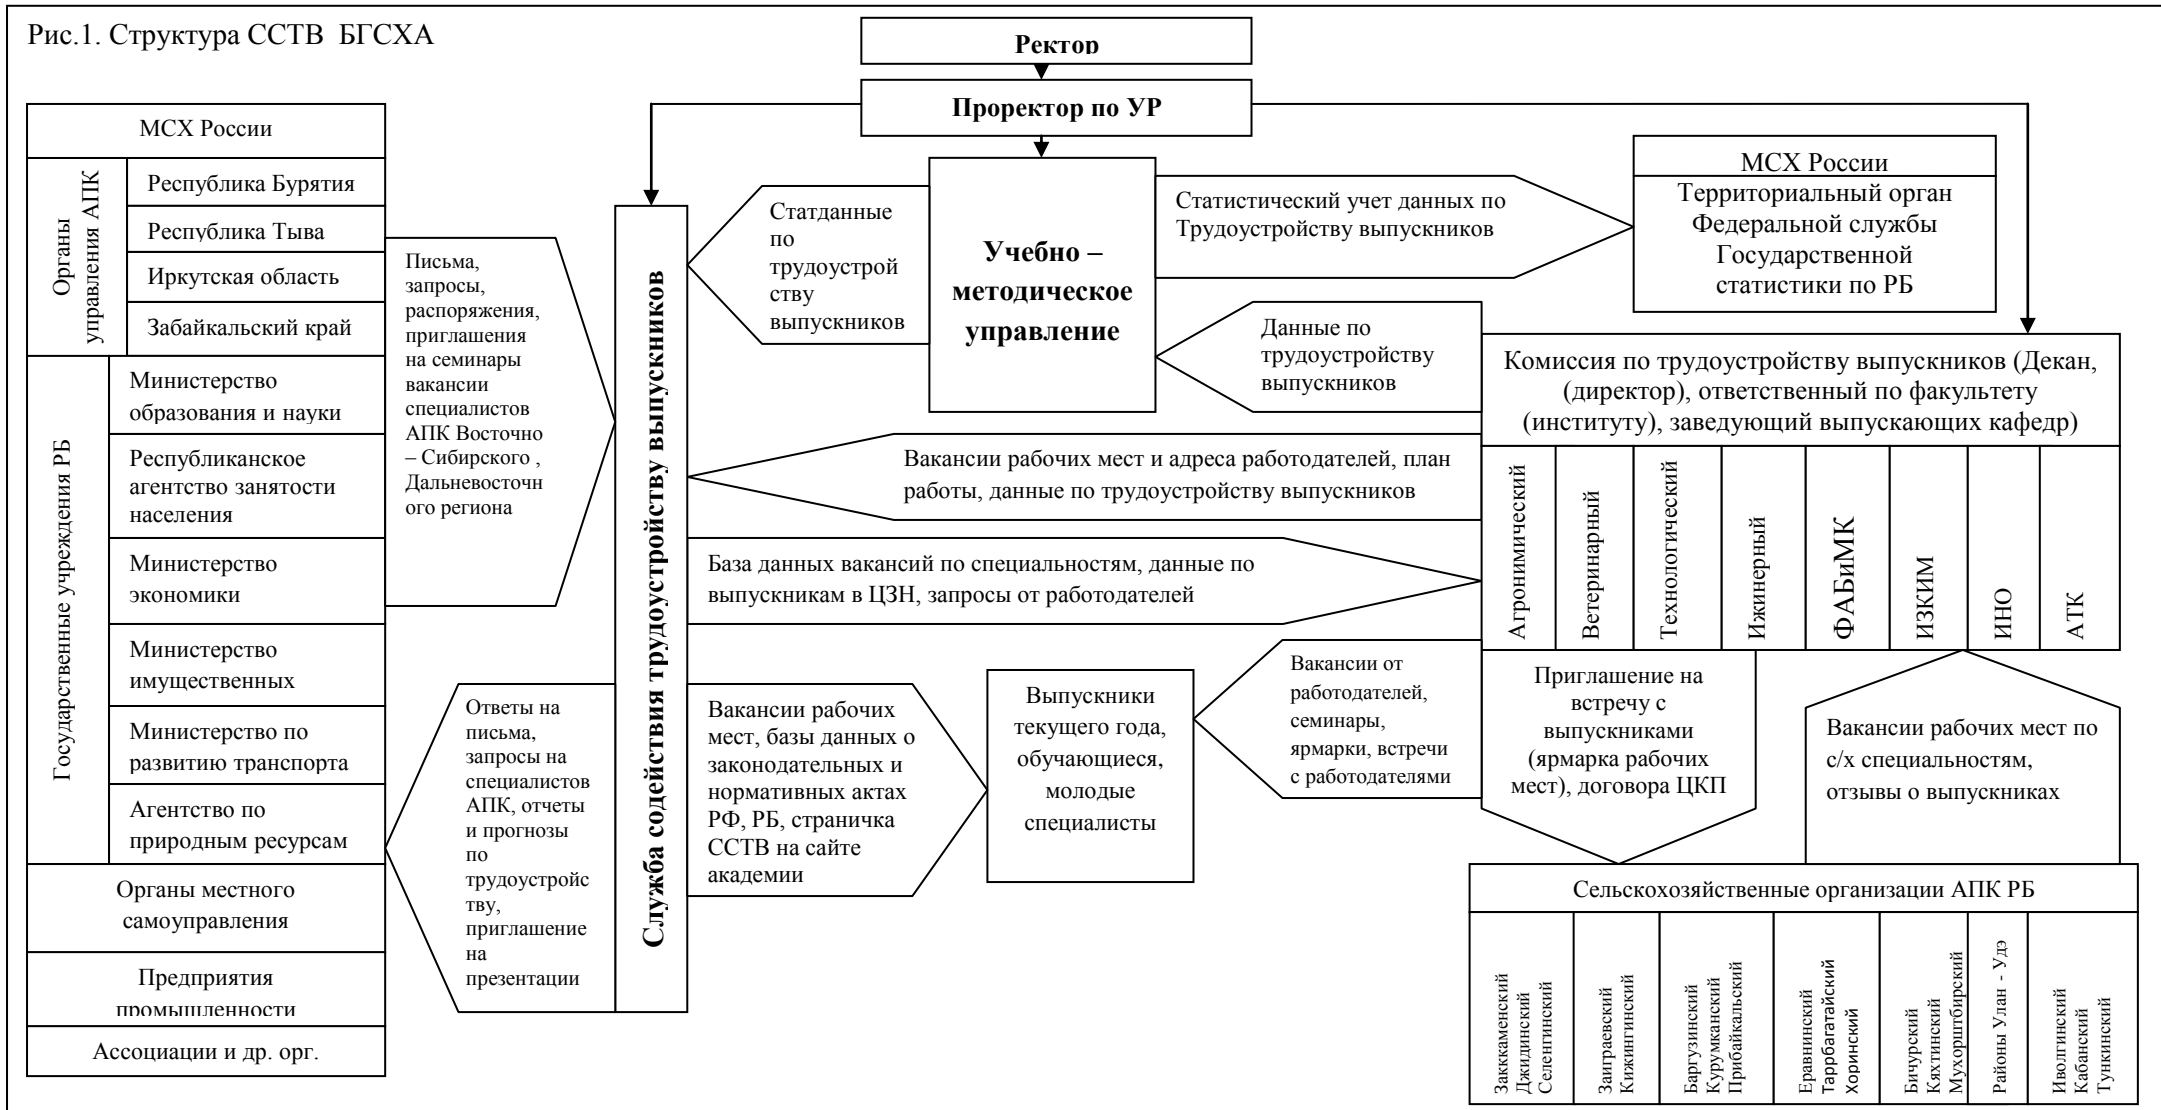 Рис.1. Структура ССТВ  БГСХА
Ректор
Проректор по УР
МСХ России
Органы
управления АПК
Республика Бурятия
Республика Тыва
Иркутская область
Забайкальский край
Государственные учреждения РБ
Министерство
образования и науки
Республиканское
агентство занятости
населения
Министерство
экономики
Министерство
имущественных
Министерство по
развитию транспорта
Агентство по
природным ресурсам
Органы местного
самоуправления
Предприятия
промышленности
Ассоциации и др. орг.
Письма,
запросы,
распоряжения,
приглашения
на семинары
вакансии
специалистов
АПК Восточно
– Сибирского ,
Дальневосточн
ого региона
Ответы на
письма,
запросы на
специалистов
АПК, отчеты
и прогнозы
по
трудоустройс
тву,
приглашение
на
презентации
Служба содействия трудоустройству выпускников
Статданные
по
трудоустрой
ству
выпускников
Учебно –
методическое
управление
Статистический учет данных по
Трудоустройству выпускников
МСХ России
Территориальный орган
Федеральной службы
Государственной
статистики по РБ
Данные по
трудоустройству
выпускников
Комиссия по трудоустройству выпускников (Декан,
(директор), ответственный по факультету
(институту), заведующий выпускающих кафедр)
Вакансии рабочих мест и адреса работодателей, план
работы, данные по трудоустройству выпускников
База данных вакансий по специальностям, данные по
выпускникам в ЦЗН, запросы от работодателей
Агронимический
Ветеринарный
Технологический
Ижинерный
ФАБиМК
ИЗКИМ
ИНО
АТК
Вакансии рабочих
мест, базы данных о
законодательных и
нормативных актах
РФ, РБ, страничка
ССТВ на сайте
академии
Выпускники
текущего года,
обучающиеся,
молодые
специалисты
Вакансии от
работодателей,
семинары,
ярмарки, встречи
с работодателями
Приглашение на
встречу с
выпускниками
(ярмарка рабочих
мест), договора ЦКП
Вакансии рабочих мест по
с/х специальностям,
отзывы о выпускниках
Сельскохозяйственные организации АПК РБ
Заккаменский
Джидинский
Селенгинский
Заиграевский
Кижингинский
Баргузинский
Курумканский
Прибайкальский
Еравнинский
Таррбагатайский
Хоринский
Бичурский
Кяхтинский
Мухорштбирский
Районы Улан - Удэ
Иволгинский
Кабанский
Тункинский